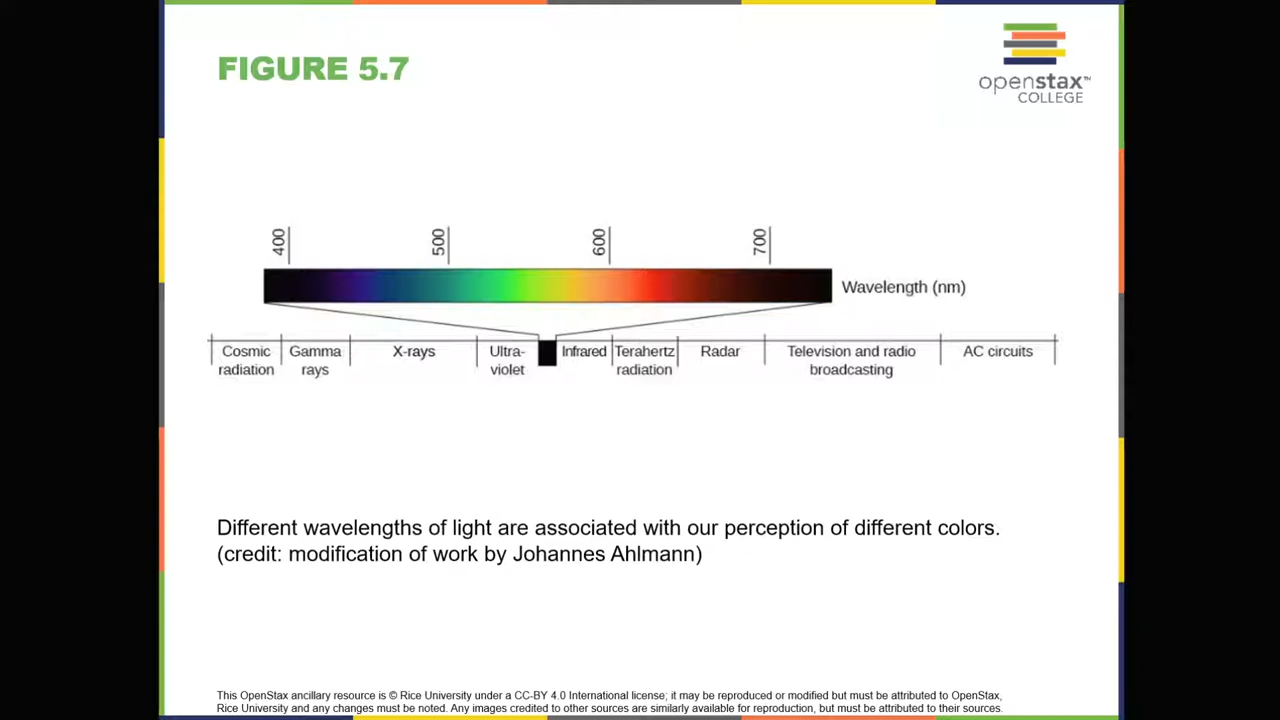 FIGURE 5.7
openstax™
COLLEGE
400
500
600
700
Wavelength (nm)
Cosmic radiation
Gamma rays
X-rays
Ultra-violet
Infrared
Terahertz radiation
Radar
Television and radio broadcasting
AC circuits
Different wavelengths of light are associated with our perception of different colors.
(credit: modification of work by Johannes Ahlmann)
This OpenStax ancillary resource is © Rice University under a CC-BY 4.0 International license; it may be reproduced or modified but must be attributed to OpenStax,
Rice University and any changes must be noted. Any images credited to other sources are similarly available for reproduction, but must be attributed to their sources.